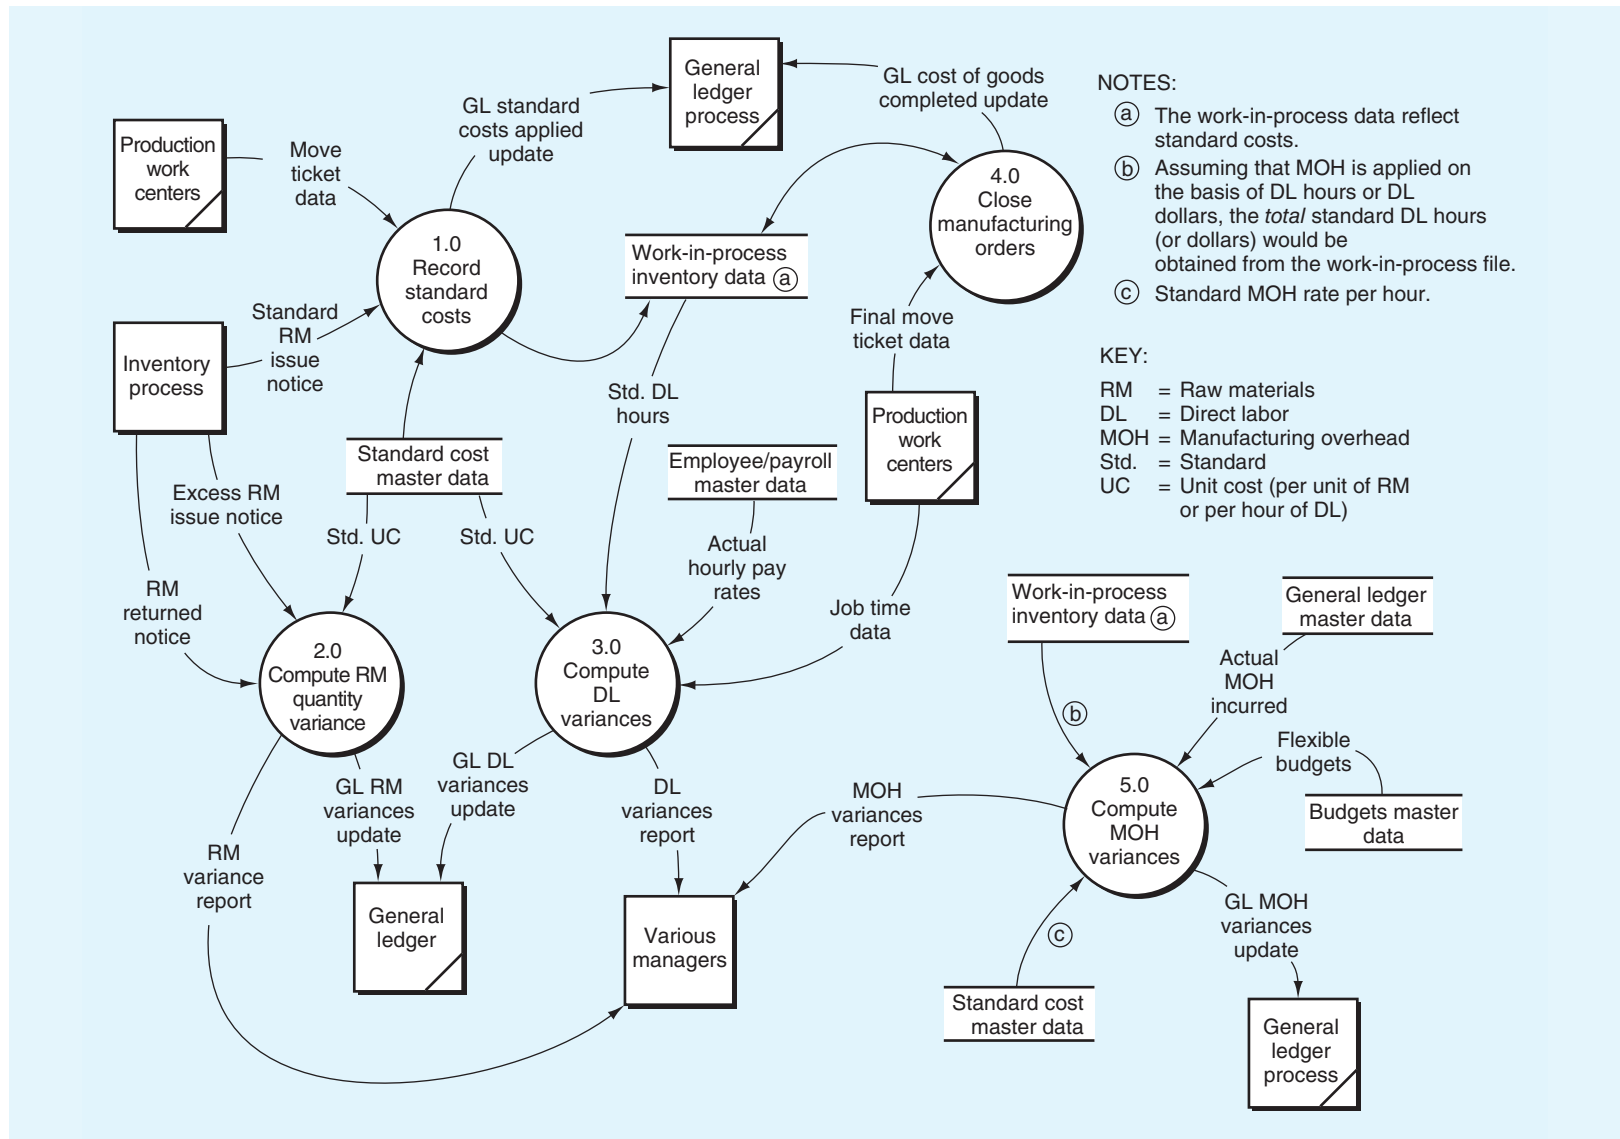 General
ledger
process
GL cost of goods
completed update
GL standard
costs applied
update
Production
work
centers
Move
ticket
data
1.0
Record
standard
costs
Work-in-process
inventory data ⓐ
4.0
Close
manufacturing
orders
NOTES:
ⓐ The work-in-process data reflect
standard costs.
ⓑ Assuming that MOH is applied on
the basis of DL hours or DL
dollars, the total standard DL hours
(or dollars) would be
obtained from the work-in-process file.
ⓒ Standard MOH rate per hour.
KEY:
RM = Raw materials
DL = Direct labor
MOH = Manufacturing overhead
Std. = Standard
UC = Unit cost (per unit of RM
or per hour of DL)
Standard
RM
issue
notice
Inventory
process
Final move
ticket data
Std. DL
hours
Production
work
centers
Standard cost
master data
Employee/payroll
master data
Excess RM
issue notice
Std. UC
Std. UC
Actual
hourly pay
rates
RM
returned
notice
Job time
data
2.0
Compute RM
quantity
variance
3.0
Compute
DL
variances
Work-in-process
inventory data ⓐ
General ledger
master data
Actual
MOH
incurred
ⓑ
Flexible
budgets
Budgets master
data
5.0
Compute
MOH
variances
GL RM
variances
update
GL DL
variances
update
DL
variances
report
MOH
variances
report
RM
variance
report
General
ledger
Various
managers
ⓒ
Standard cost
master data
GL MOH
variances
update
General
ledger
process